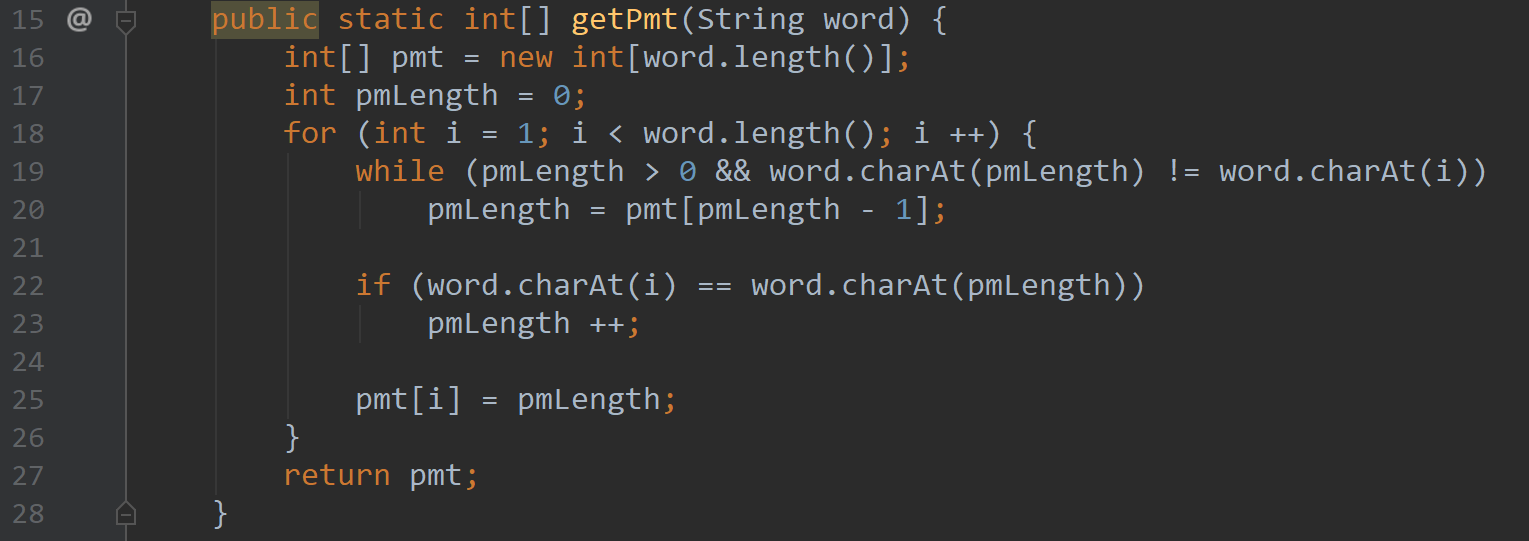 15 @ public static int[] getPmt(String word) {
16 int[] pmt = new int[word.length()];
17 int pmLength = 0;
18 for (int i = 1; i < word.length(); i ++) {
19 while (pmLength > 0 && word.charAt(pmLength) != word.charAt(i))
20 pmLength = pmt[pmLength - 1];
21
22 if (word.charAt(i) == word.charAt(pmLength))
23 pmLength ++;
24
25 pmt[i] = pmLength;
26 }
27 return pmt;
28 }